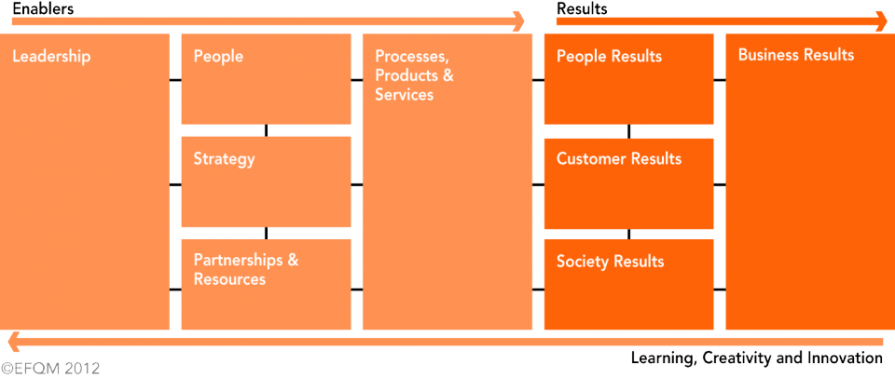 Enablers
Results
Leadership
People
Processes,
Products &
Services
People Results
Business Results
Strategy
Customer Results
Partnerships &
Resources
Society Results
Learning, Creativity and Innovation
©EFQM 2012